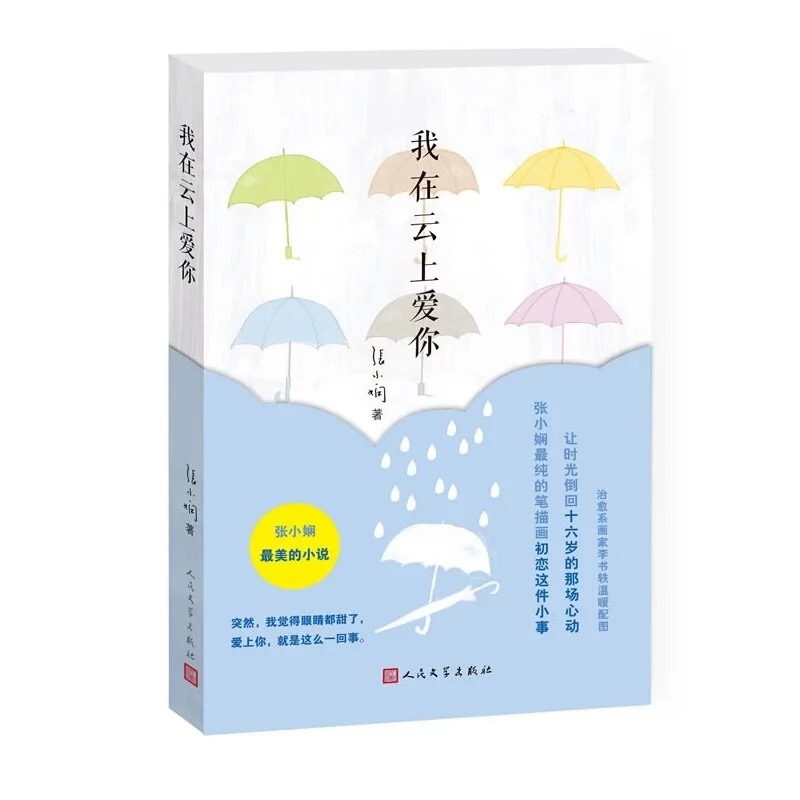 我在云上爱你
张小娴
著
人民文学出版社
我在云上爱你
張小嫻
著
让时光倒回十六岁的那场心动
张小娴最纯的笔描画初恋这件小事
治愈系画家李书轶温暖配图
张小娴
最美的小说
突然，我觉得眼睛都甜了，
爱上你，就是这么一回事。
人民文学出版社